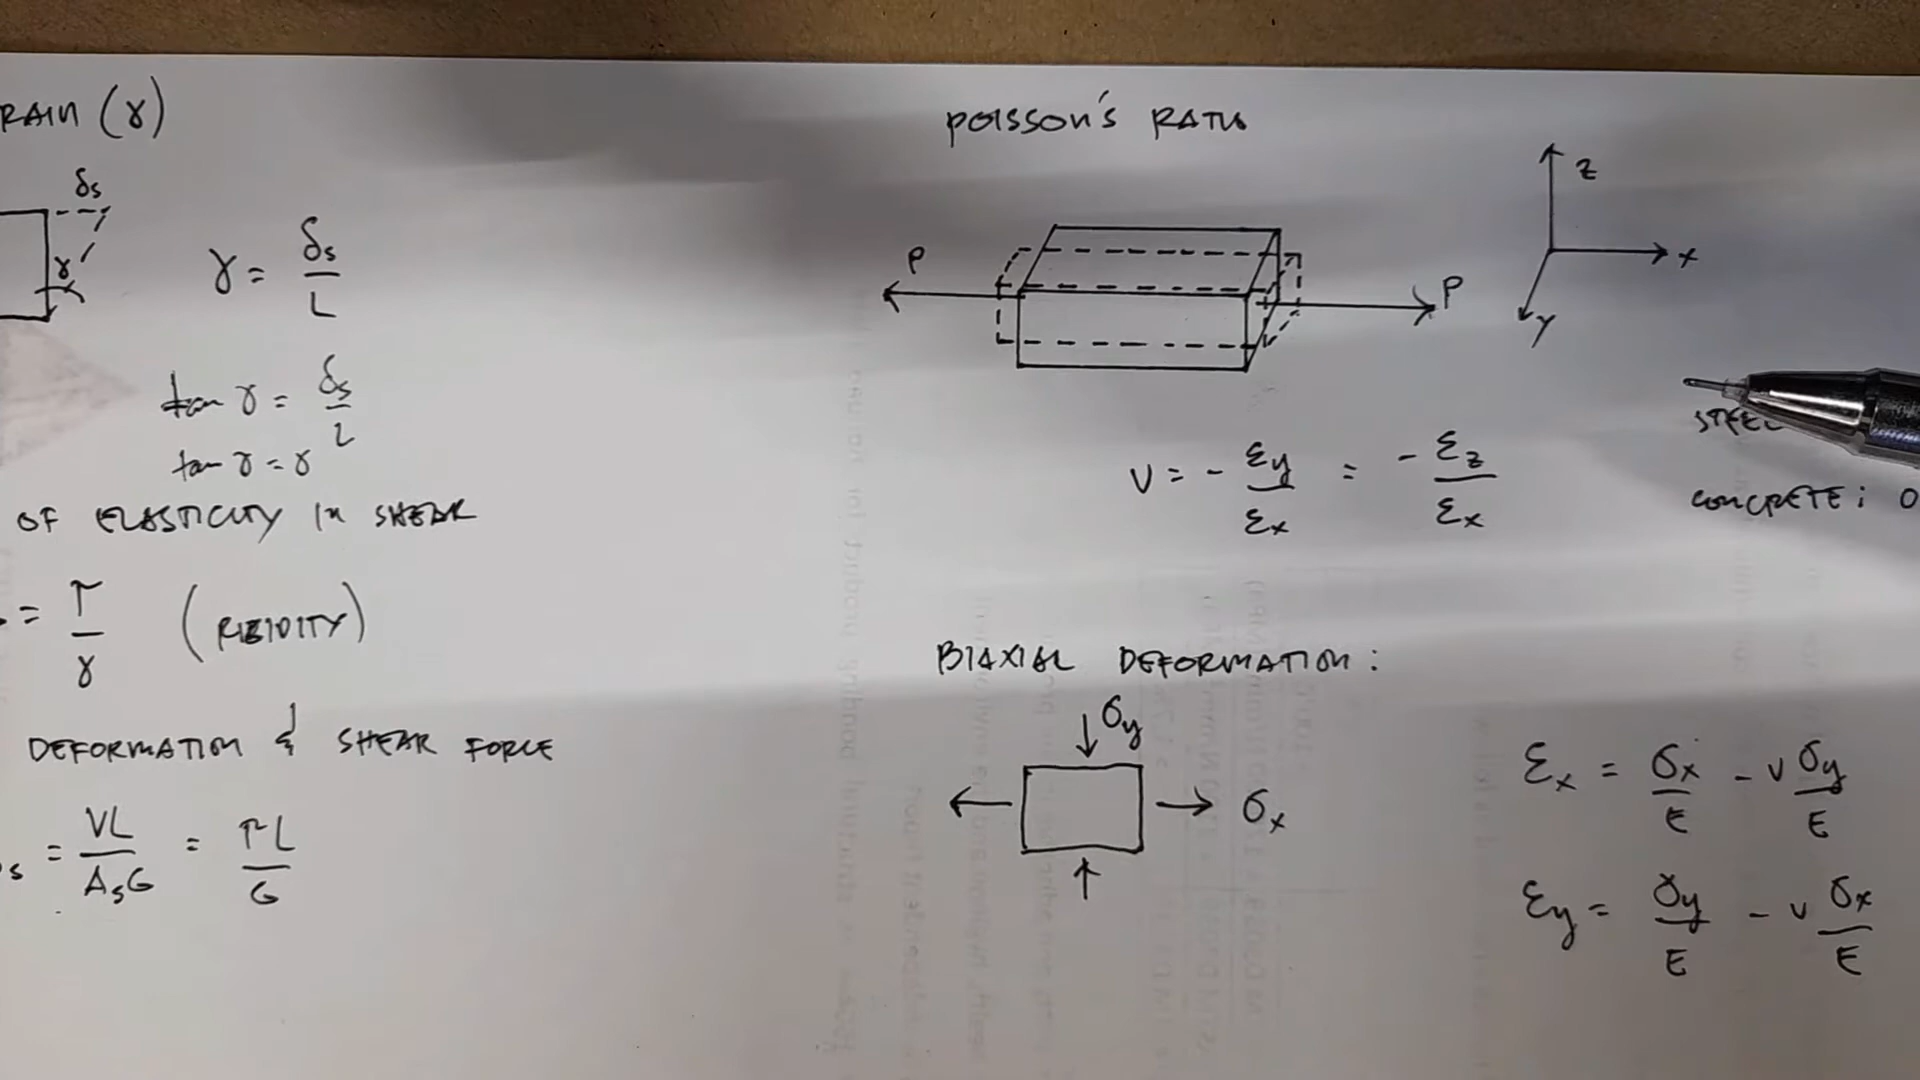 RAIN (γ)
δs
γ
γ = δs / L
tan γ = δs / L
tan γ = γ
OF ELASTICITY IN SHEAR
= τ / γ (RIGIDITY)
DEFORMATION & SHEAR FORCE
s = VL / AsG = τL / G
POISSON'S RATIO
P
P
z
x
y
ν = - εy / εx = - εz / εx
STEEL
CONCRETE: 0
BIAXIAL DEFORMATION:
σy
σx
εx = σx / E - ν σy / E
εy = σy / E - ν σx / E